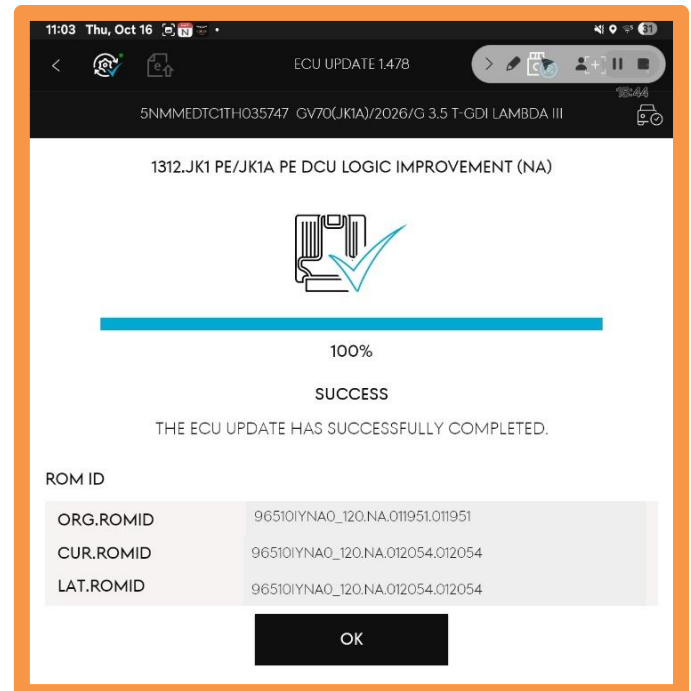 11:03 Thu, Oct 16
31
ECU UPDATE 1.478
15:44
5NMMEDTC1TH035747 GV70(JK1A)/2026/G 3.5 T-GDI LAMBDA III
1312.JK1 PE/JK1A PE DCU LOGIC IMPROVEMENT (NA)
100%
SUCCESS
THE ECU UPDATE HAS SUCCESSFULLY COMPLETED.
ROM ID
ORG.ROMID 96510IYNA0_120.NA.011951.011951
CUR.ROMID 96510IYNA0_120.NA.012054.012054
LAT.ROMID 96510IYNA0_120.NA.012054.012054
OK